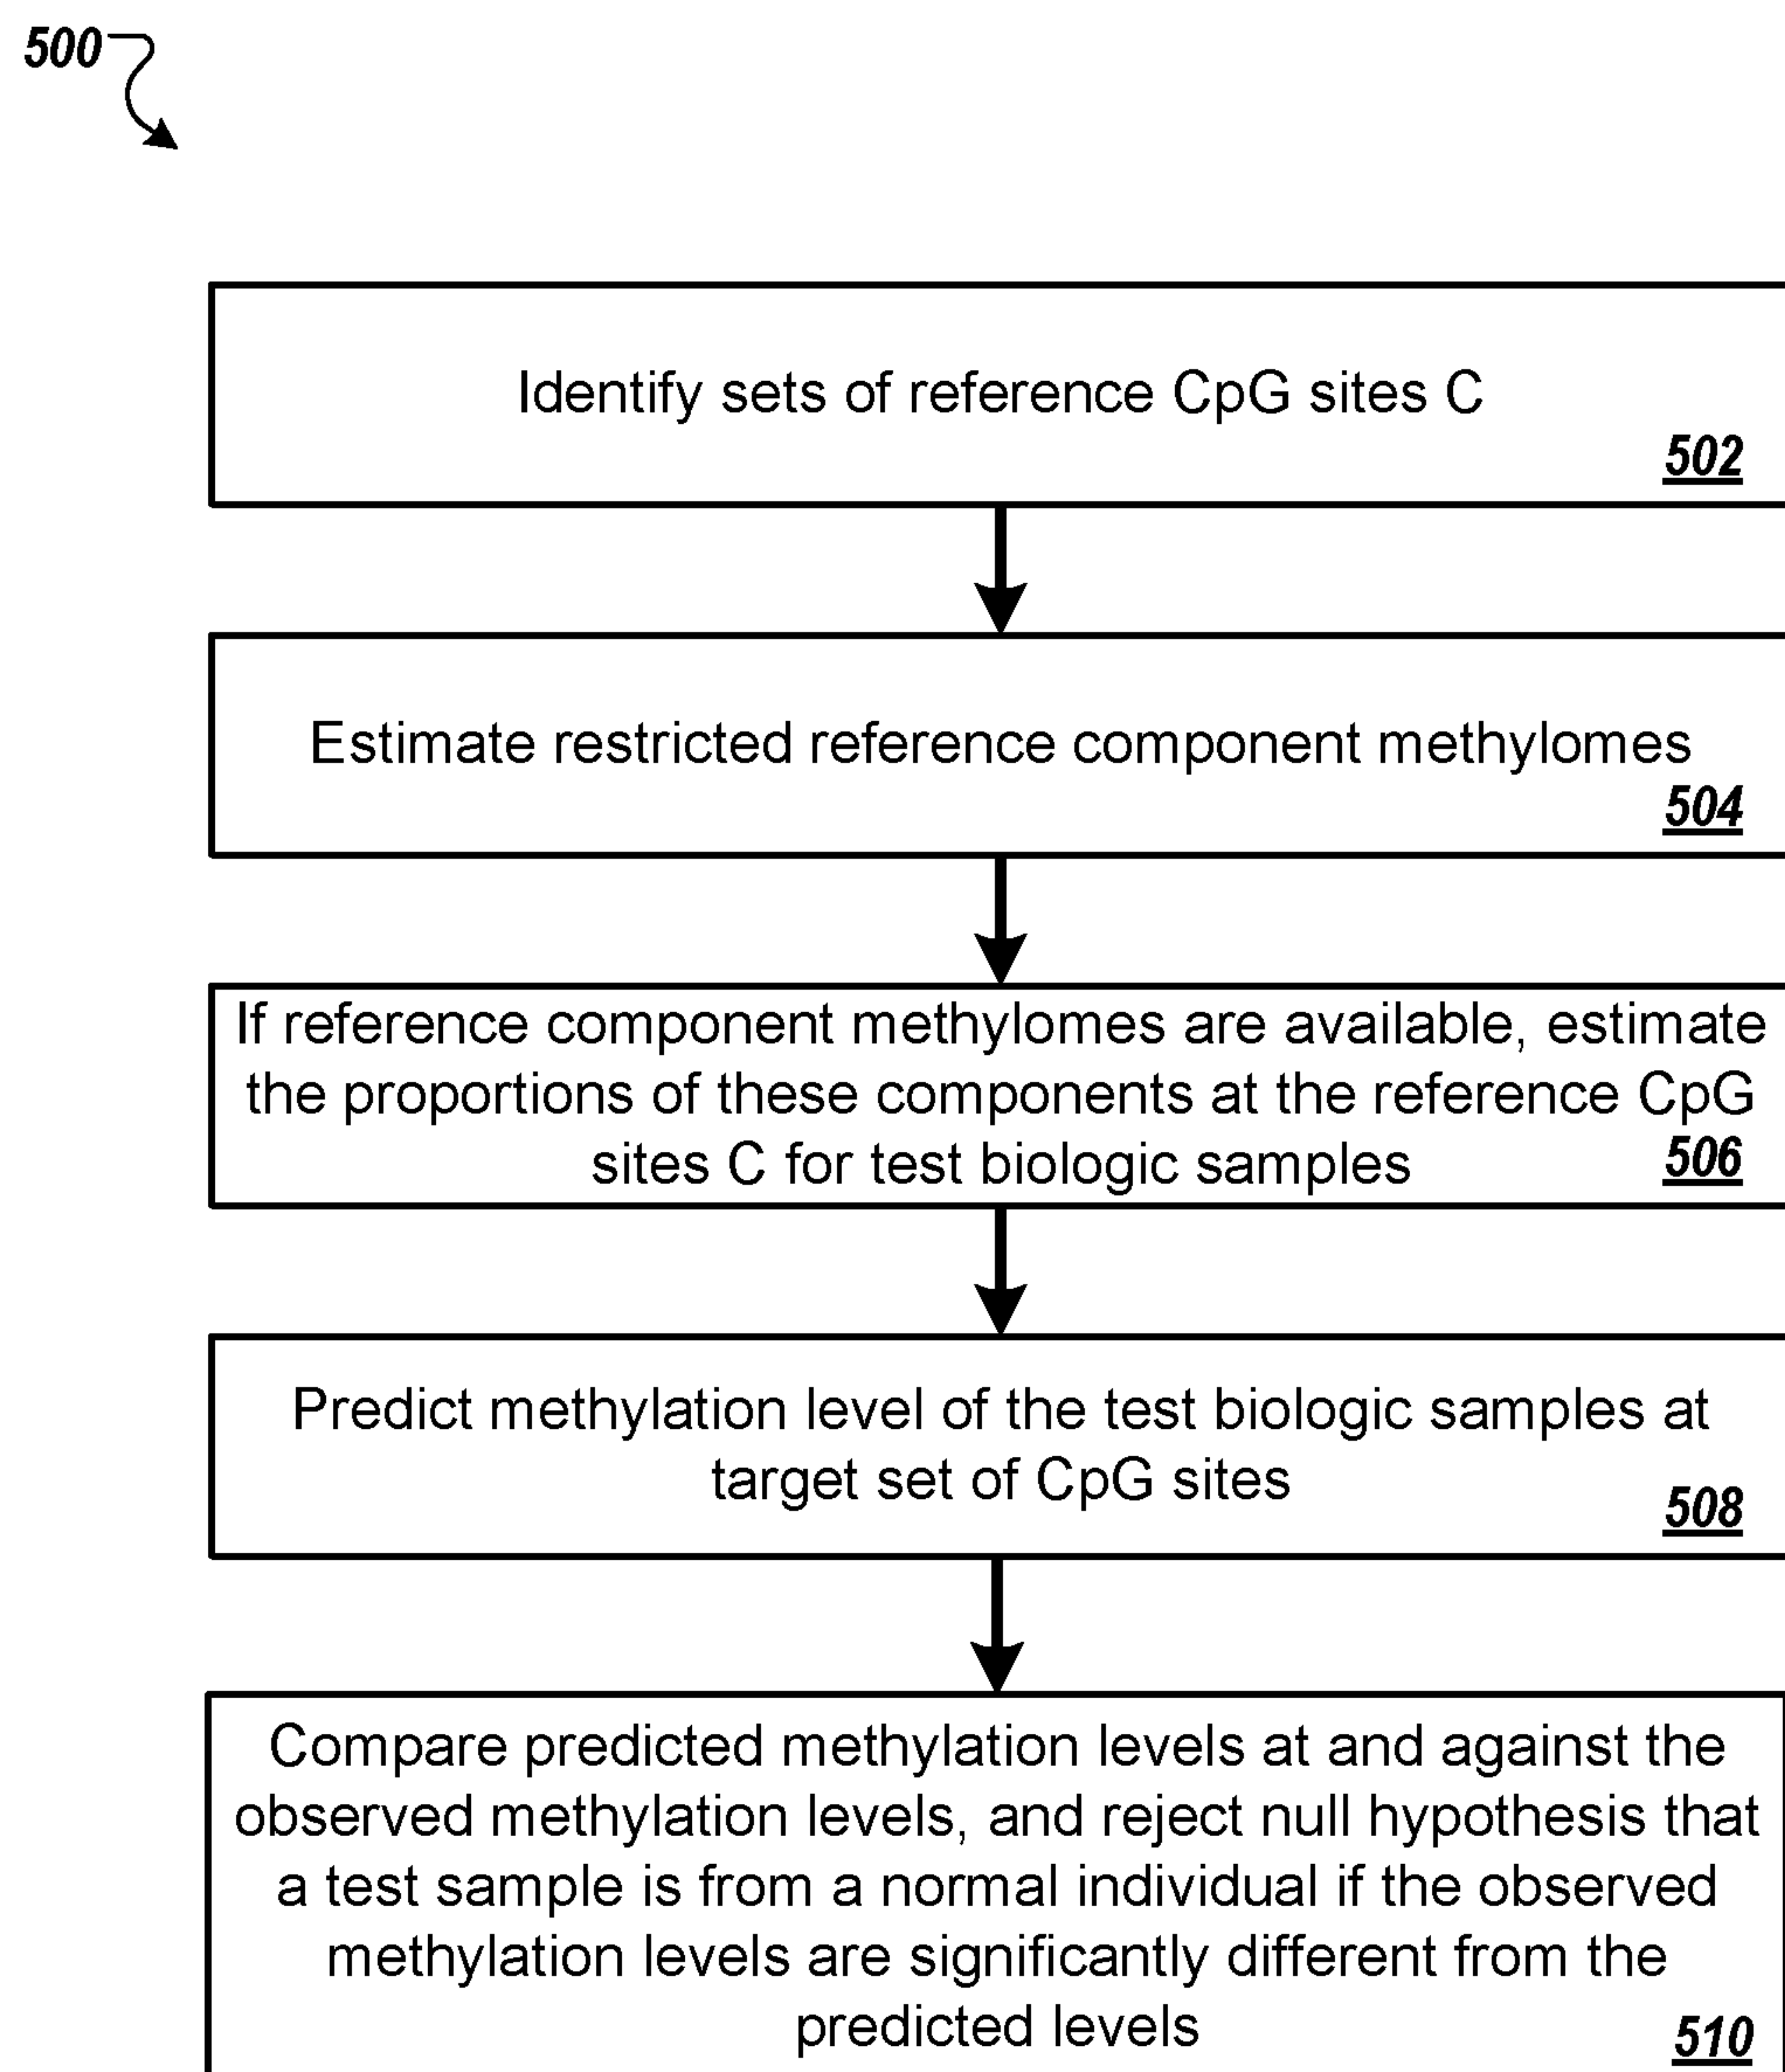 500
Identify sets of reference CpG sites C
502
Estimate restricted reference component methylomes
504
If reference component methylomes are available, estimate
the proportions of these components at the reference CpG
sites C for test biologic samples
506
Predict methylation level of the test biologic samples at
target set of CpG sites
508
Compare predicted methylation levels at and against the
observed methylation levels, and reject null hypothesis that
a test sample is from a normal individual if the observed
methylation levels are significantly different from the
predicted levels
510